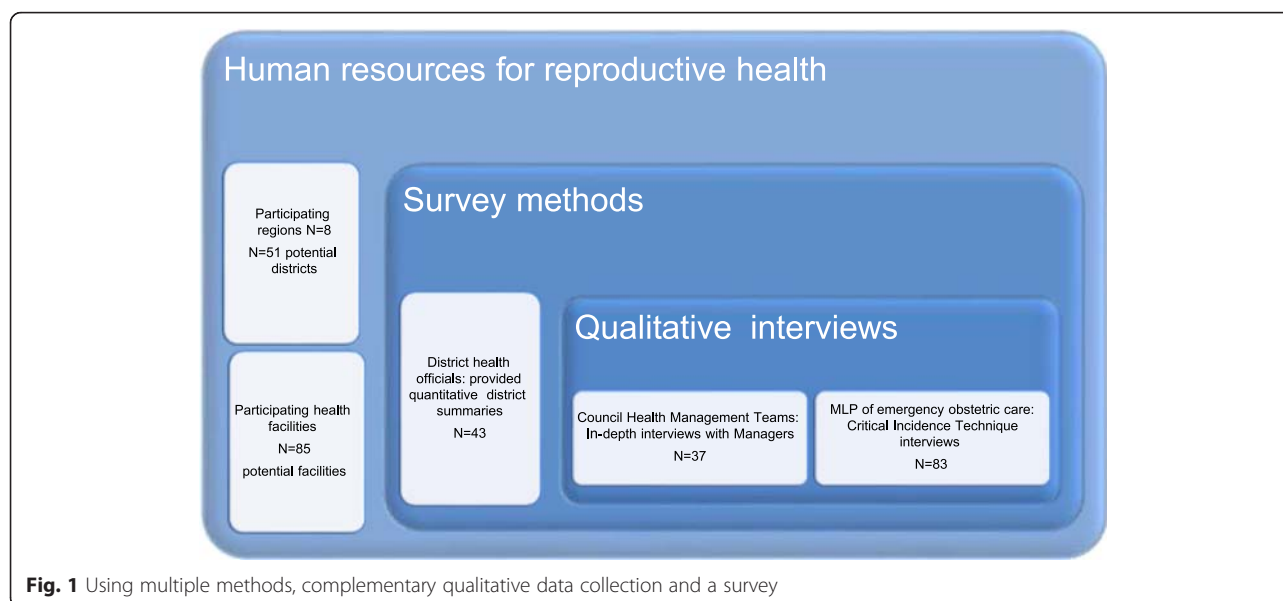 Human resources for reproductive health
Participating
regions N=8
N=51 potential
districts
Participating health
facilities
N=85
potential facilities
Survey methods
District health
officials: provided
quantitative district
summaries
N=43
Qualitative interviews
Council Health Management Teams:
In-depth interviews with Managers
N=37
MLP of emergency obstetric care:
Critical Incidence Technique
interviews
N=83
Fig. 1 Using multiple methods, complementary qualitative data collection and a survey